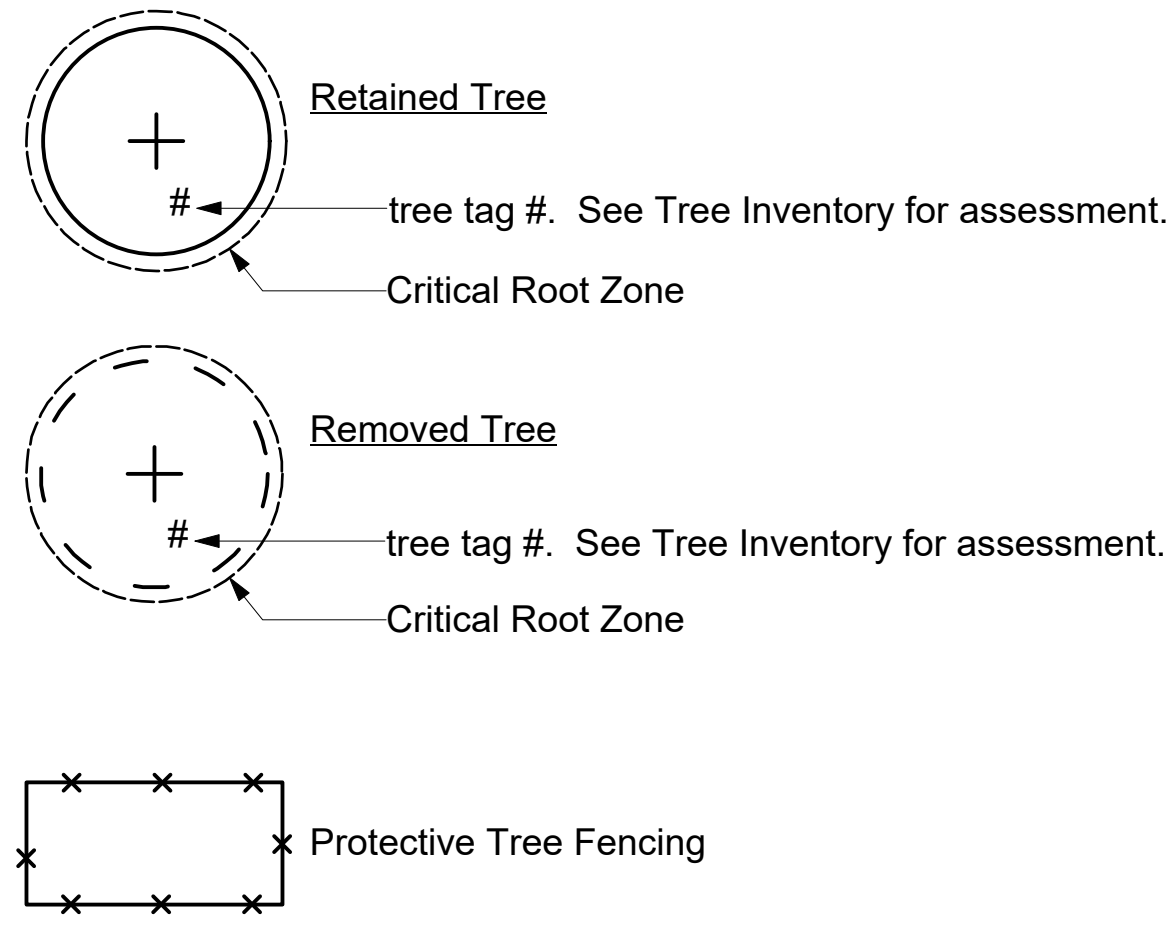 Retained Tree
#
tree tag #.  See Tree Inventory for assessment.
Critical Root Zone
Removed Tree
#
tree tag #.  See Tree Inventory for assessment.
Critical Root Zone
Protective Tree Fencing